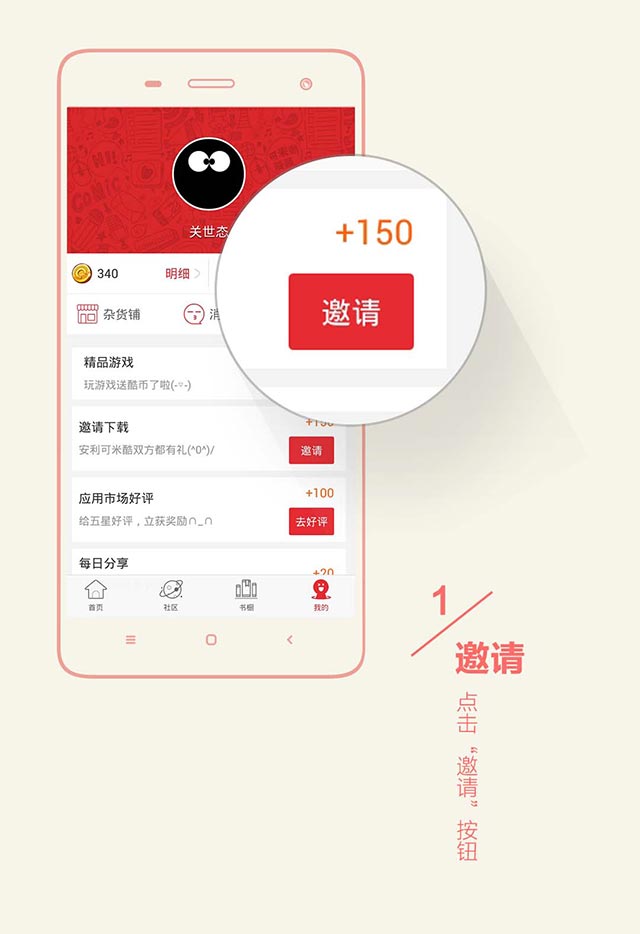 关世态
340
明细
杂货铺
消
+150
邀请
精品游戏
玩游戏送酷币了啦(-▿-)
邀请下载
+150
安利可米酷双方都有礼(^0^)/
邀请
应用市场好评
+100
给五星好评，立获奖励∩_∩
去好评
每日分享
+20
首页
社区
书橱
我的
1
邀请
点击“邀请”按钮